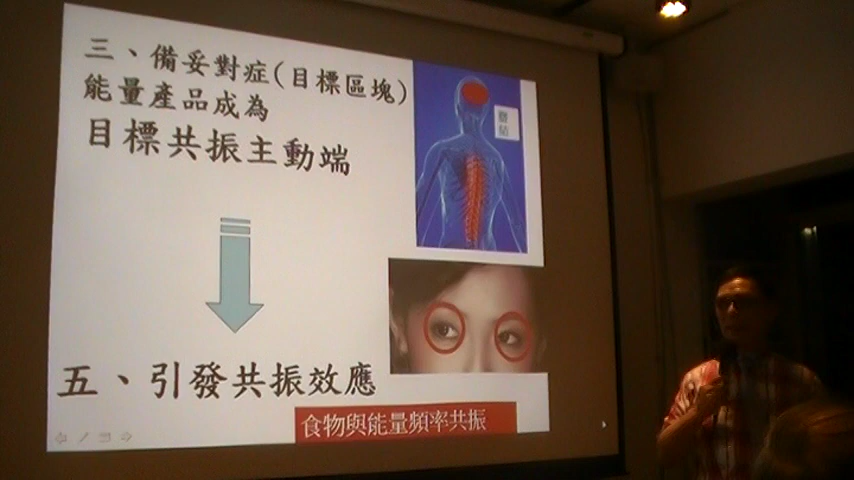 三、備妥對症(目標區塊)
能量產品成為
目標共振主動端
五、引發共振效應
食物與能量頻率共振